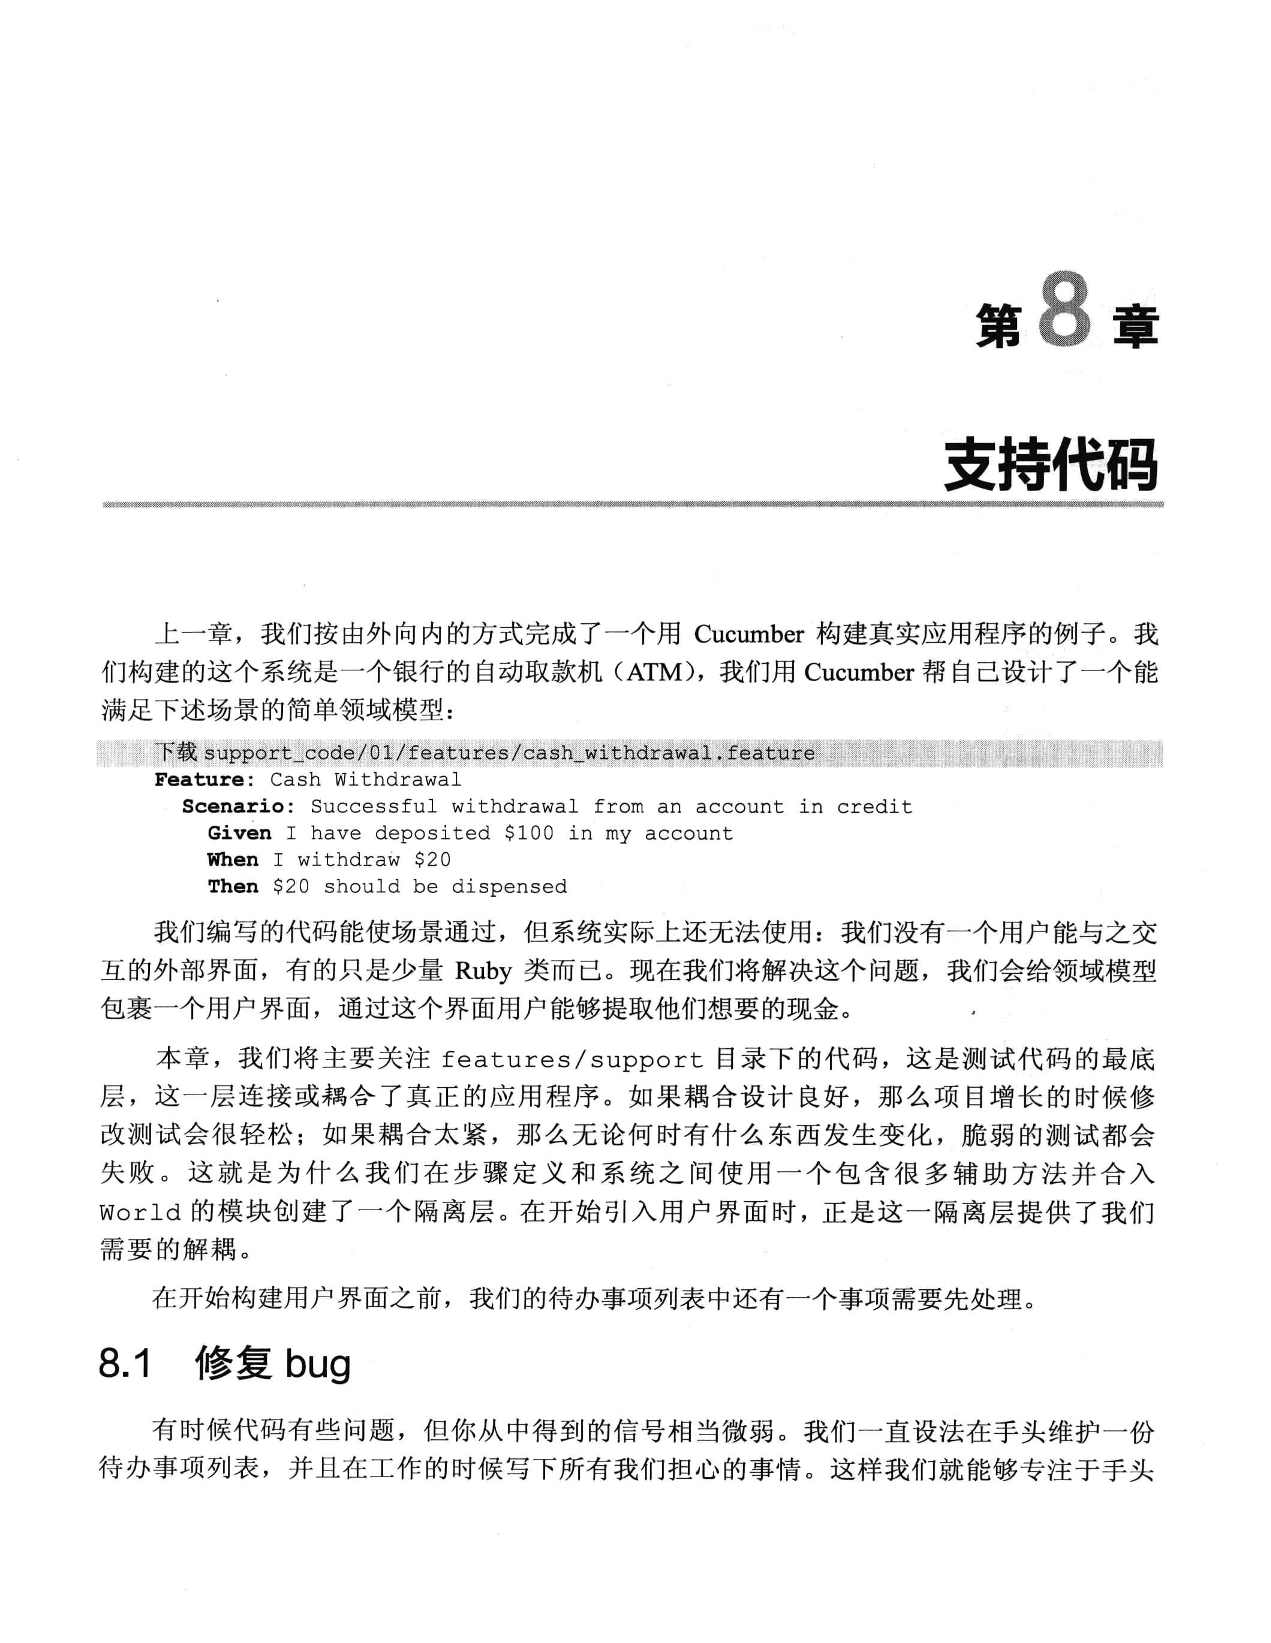 第8章
支持代码
上一章，我们按由外向内的方式完成了一个用 Cucumber 构建真实应用程序的例子。我
们构建的这个系统是一个银行的自动取款机（ATM），我们用 Cucumber 帮自己设计了一个能
满足下述场景的简单领域模型：
下载 support_code/01/features/cash_withdrawal.feature
Feature: Cash Withdrawal
Scenario: Successful withdrawal from an account in credit
Given I have deposited $100 in my account
When I withdraw $20
Then $20 should be dispensed
我们编写的代码能使场景通过，但系统实际上还无法使用：我们没有一个用户能与之交
互的外部界面，有的只是少量 Ruby 类而已。现在我们将解决这个问题，我们会给领域模型
包裹一个用户界面，通过这个界面用户能够提取他们想要的现金。
本章，我们将主要关注 features/support 目录下的代码，这是测试代码的最底
层，这一层连接或耦合了真正的应用程序。如果耦合设计良好，那么项目增长的时候修
改测试会很轻松；如果耦合太紧，那么无论何时有什么东西发生变化，脆弱的测试都会
失败。这就是为什么我们在步骤定义和系统之间使用一个包含很多辅助方法并合入
World 的模块创建了一个隔离层。在开始引入用户界面时，正是这一隔离层提供了我们
需要的解耦。
在开始构建用户界面之前，我们的待办事项列表中还有一个事项需要先处理。
8.1 修复 bug
有时候代码有些问题，但你从中得到的信号相当微弱。我们一直设法在手头维护一份
待办事项列表，并且在工作的时候写下所有我们担心的事情。这样我们就能够专注于手头